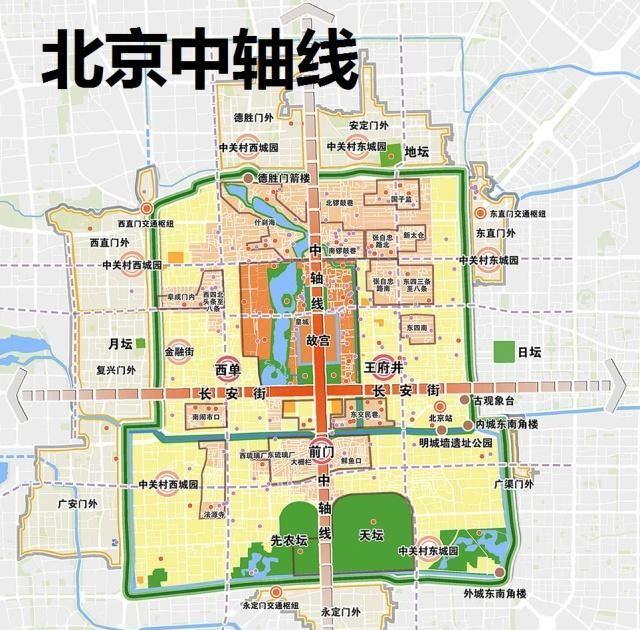 北京中轴线
德胜门外
安定门外
中关村西城园
中关村东城园
地坛
德胜门箭楼
国子监
北锣鼓巷
西直门交通枢纽
东直门交通枢纽
什刹海
张自忠
路北
新太仓
西直门外
东直门外
南锣鼓巷
中关村西城园
中关村东城园
中轴线
张自忠
路南
东四三条
至八条
阜成门内
西四北
头条至
八条
皇城
东四南
月坛
金融街
故宫
日坛
复兴门外
西单
王府井
长安街
长安街
古观象台
南闹市口
东交民巷
北京站
内城东南角楼
明城墙遗址公园
前门
西琉璃厂
东琉璃厂
大栅栏
鲜鱼口
中关村西城园
广渠门外
广安门外
中轴线
法源寺
先农坛
天坛
中关村东城园
外城东南角楼
永定门交通枢纽
永定门外